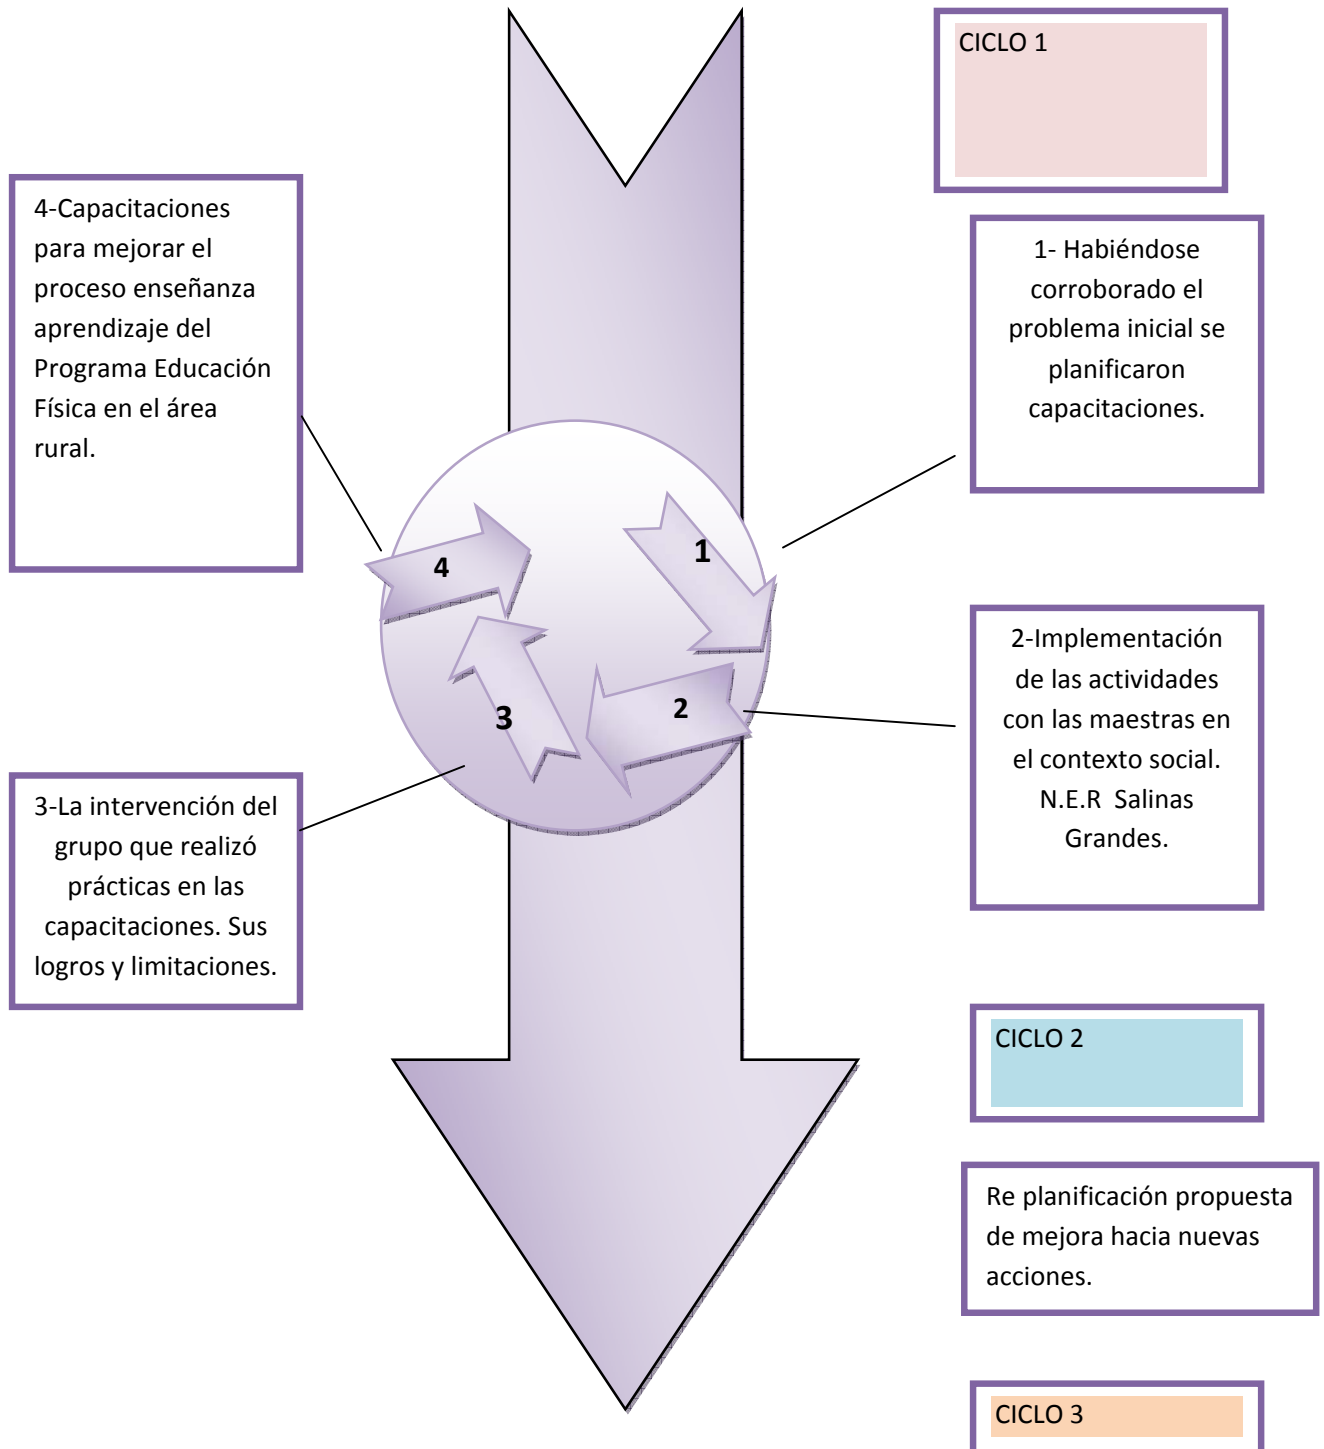 CICLO 1
1- Habiéndose
corroborado el
problema inicial se
planificaron
capacitaciones.
4-Capacitaciones
para mejorar el
proceso enseñanza
aprendizaje del
Programa Educación
Física en el área
rural.
1
4
2
3
2-Implementación
de las actividades
con las maestras en
el contexto social.
N.E.R  Salinas
Grandes.
3-La intervención del
grupo que realizó
prácticas en las
capacitaciones. Sus
logros y limitaciones.
CICLO 2
Re planificación propuesta
de mejora hacia nuevas
acciones.
CICLO 3